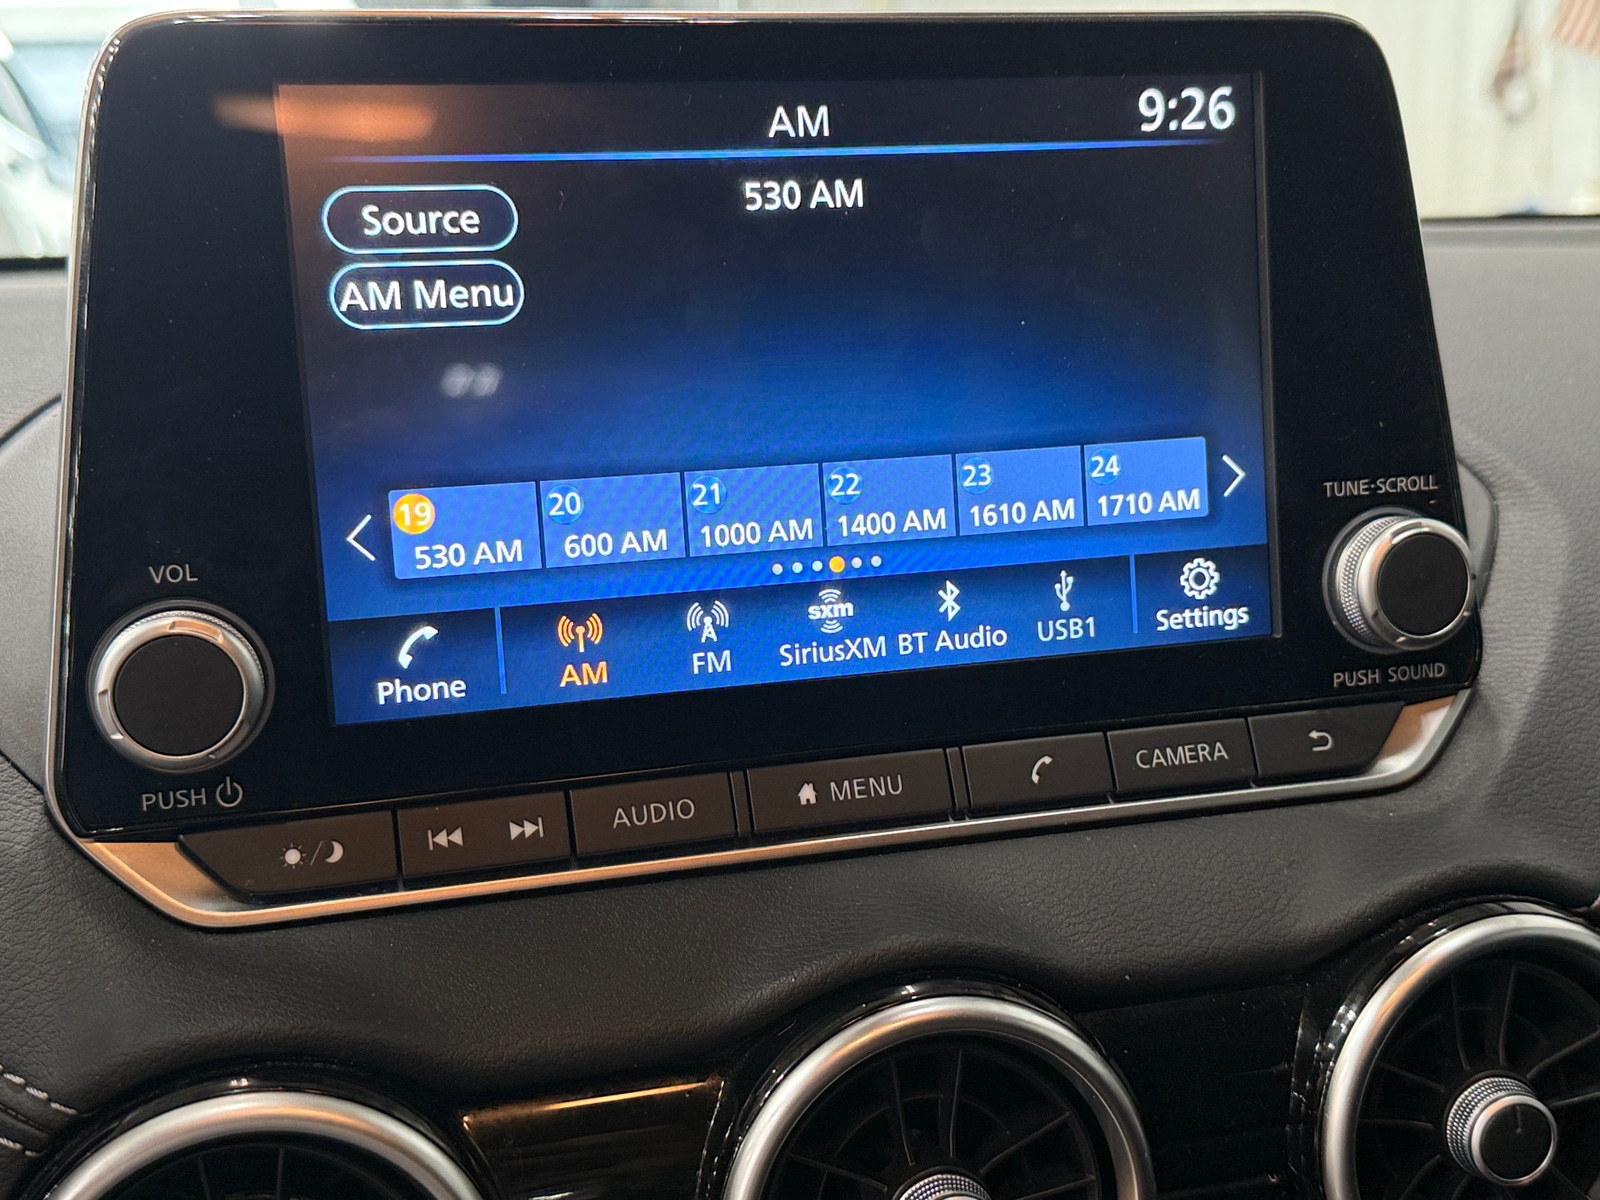 AM
9:26
530 AM
Source
AM Menu
19
530 AM
20
600 AM
21
1000 AM
22
1400 AM
23
1610 AM
24
1710 AM
Phone
AM
FM
sxm
SiriusXM
BT Audio
USB1
Settings
VOL
PUSH
TUNE·SCROLL
PUSH SOUND
AUDIO
MENU
CAMERA